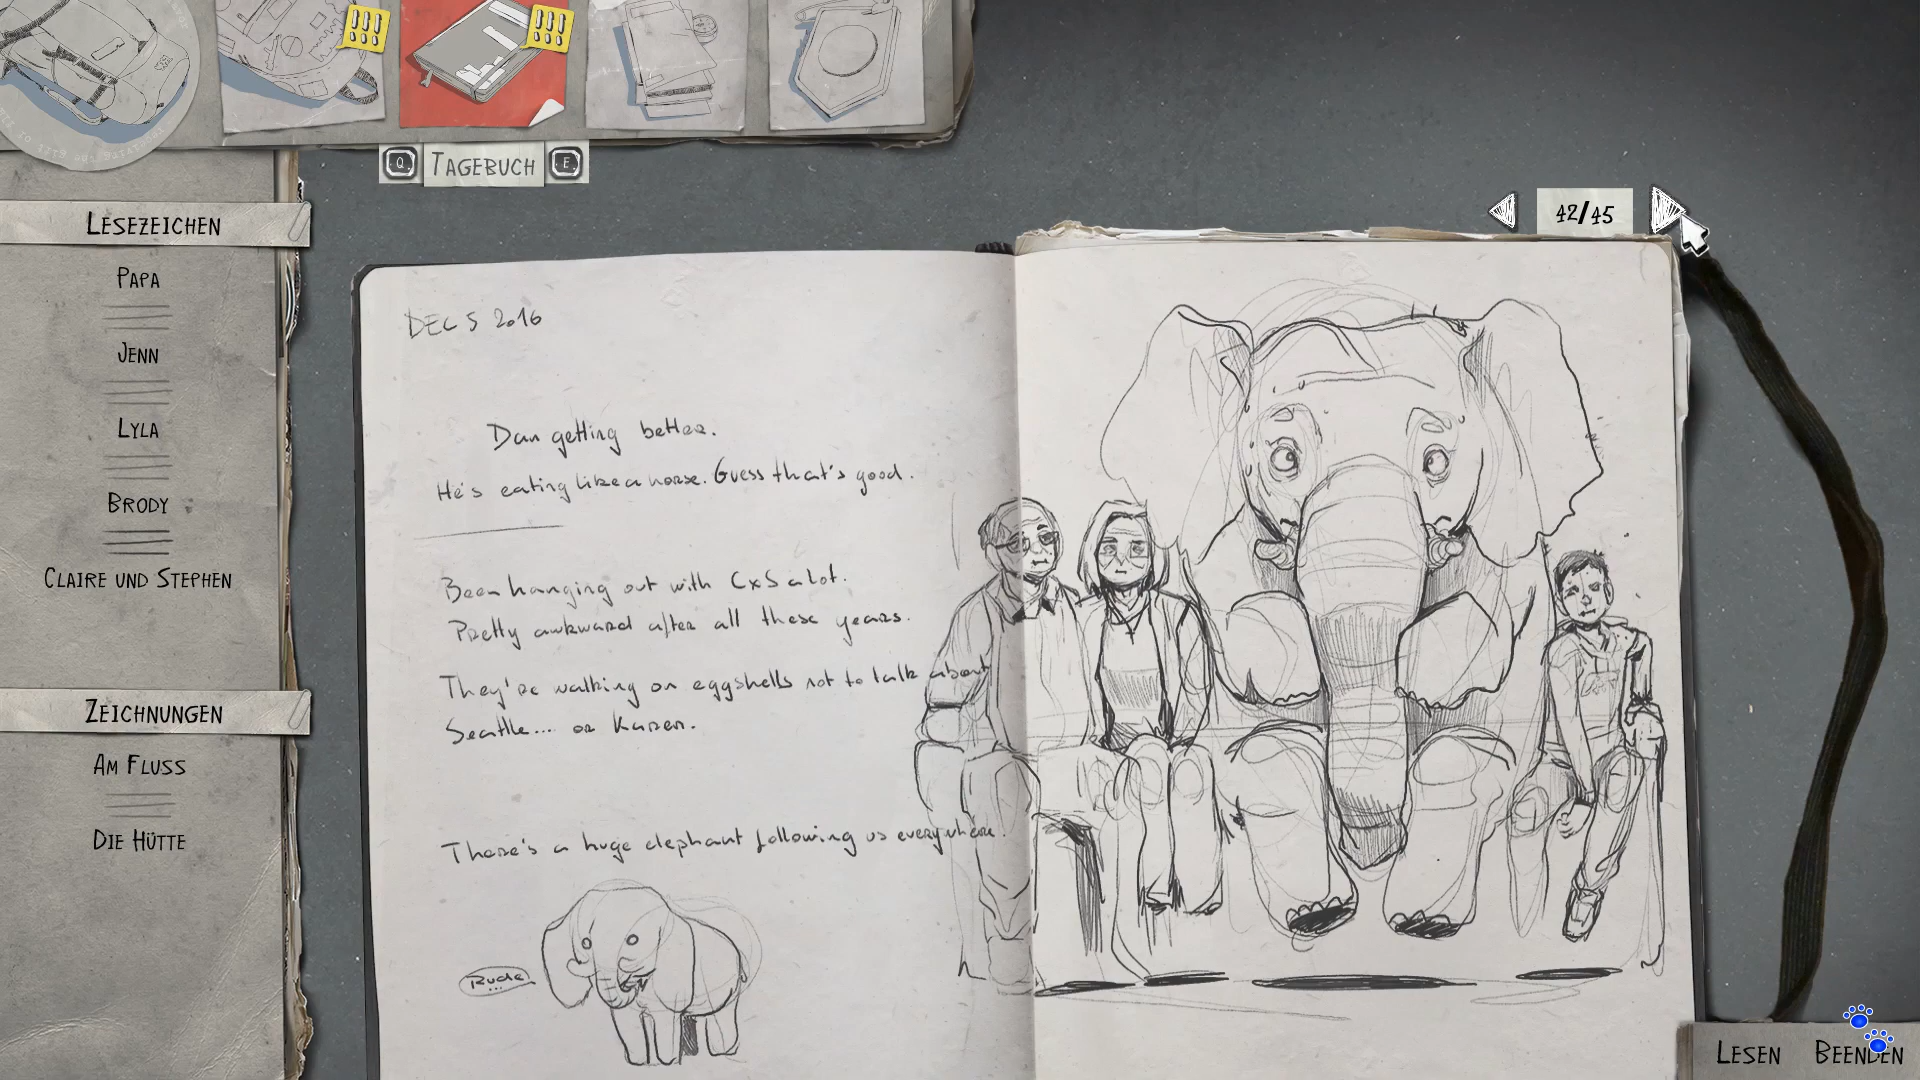 Q TAGEBUCH E
LESEZEICHEN
PAPA
JENN
LYLA
BRODY
CLAIRE UND STEPHEN
ZEICHNUNGEN
AM FLUSS
DIE HÜTTE
42/45
DEC 5 2016
Dan getting better.
He's eating like a horse. Guess that's good.
Been hanging out with C&S a lot.
Pretty awkward after all these years.
They're walking on eggshells not to talk about
Seattle... or Karen.
There's a huge elephant following us everywhere.
Rude
...
LESEN BEENDEN